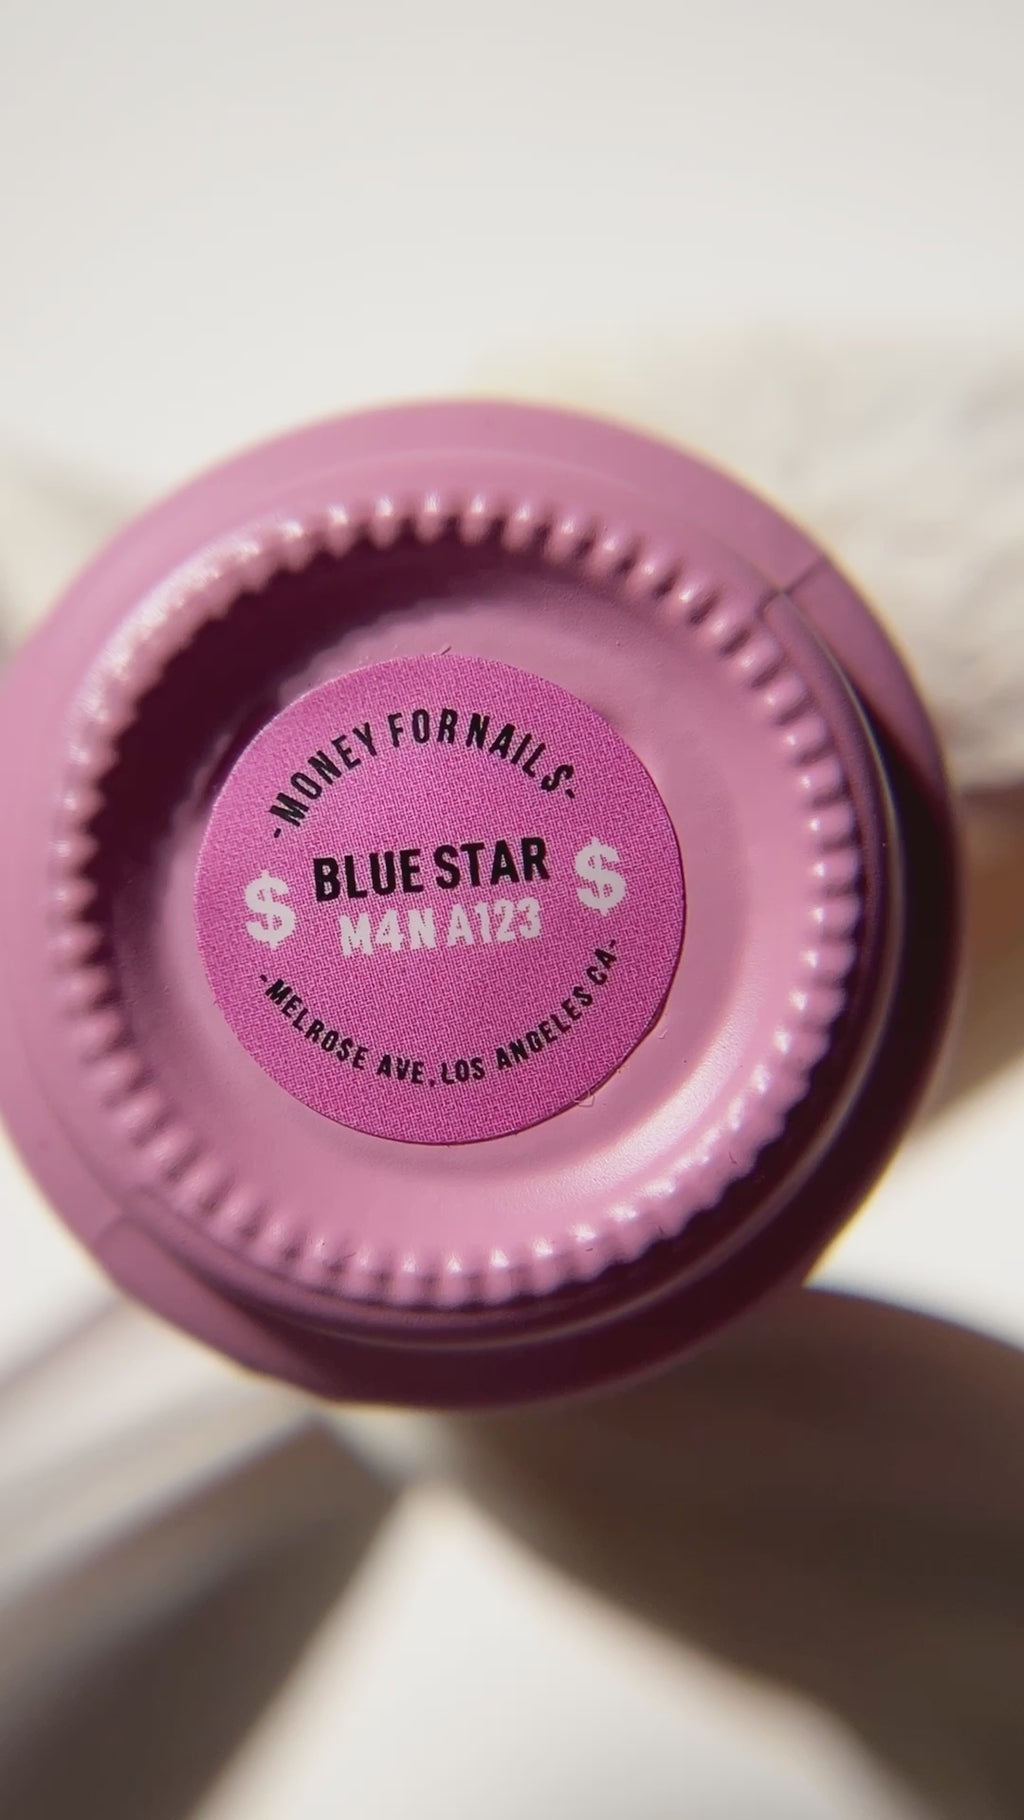 -MONEY FOR NAILS-
BLUE STAR
$ $
M4N A123
-MELROSE AVE, LOS ANGELES CA-